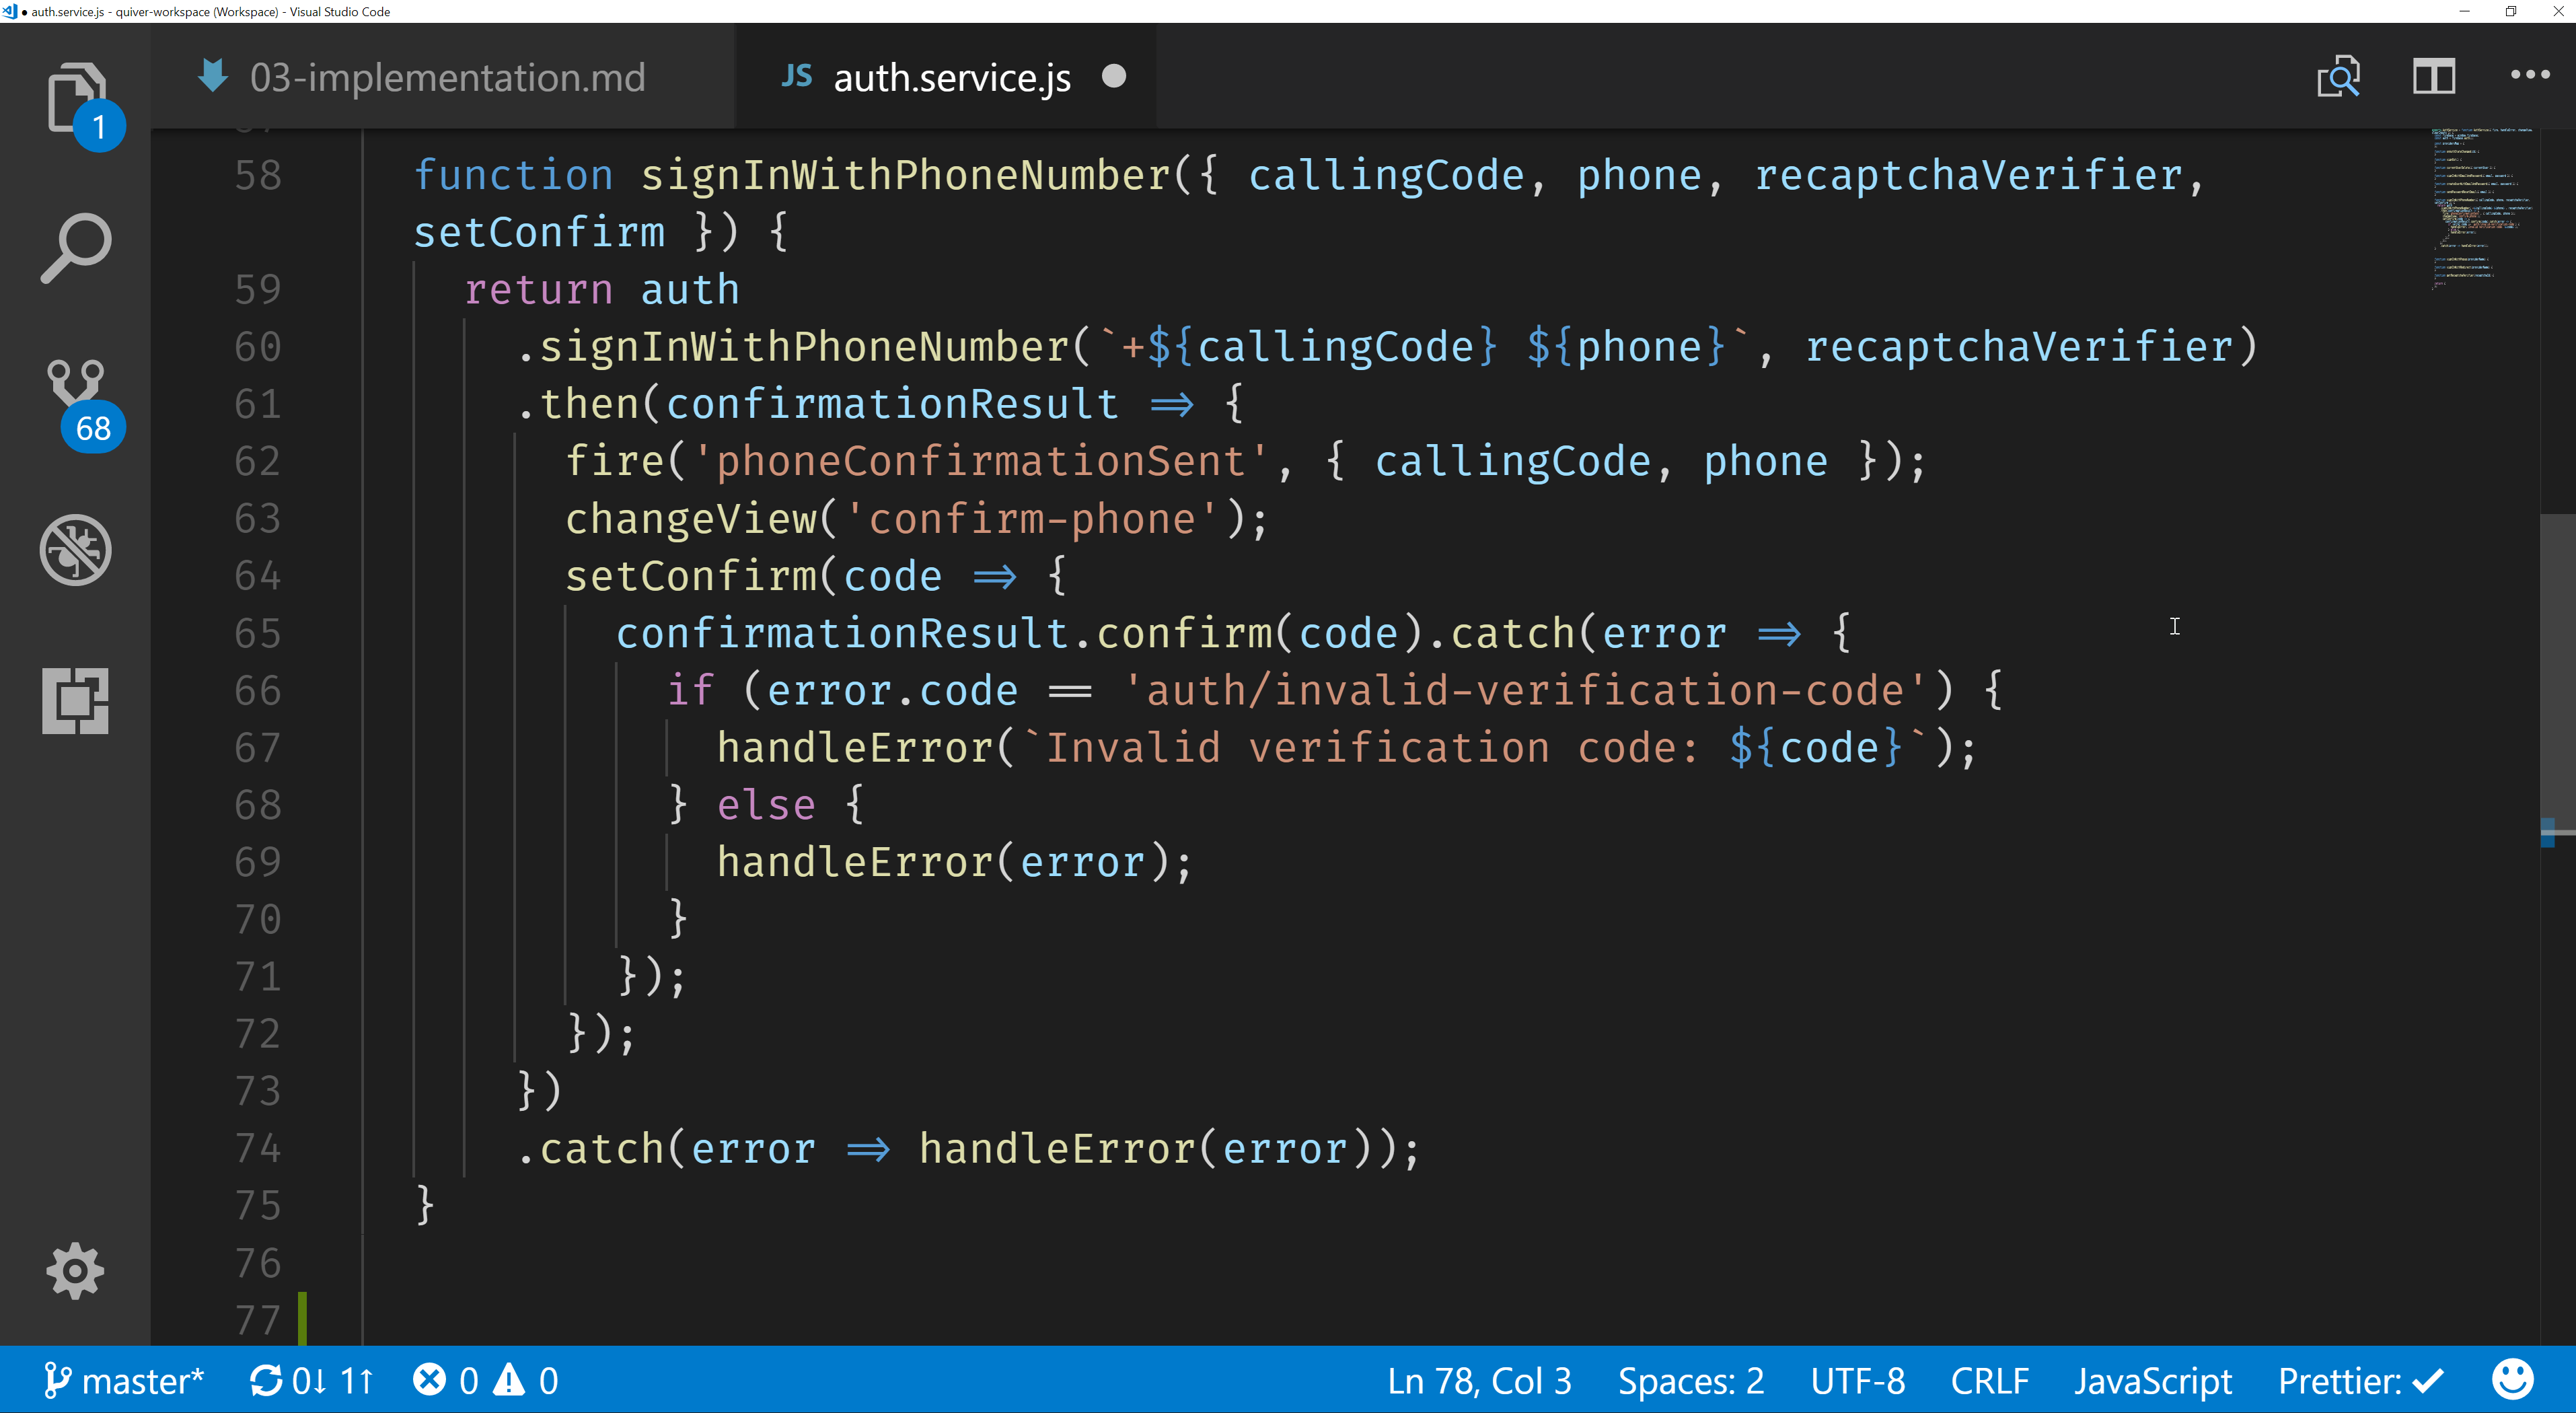 ● auth.service.js - quiver-workspace (Workspace) - Visual Studio Code
03-implementation.md
JS auth.service.js
1
68
58 function signInWithPhoneNumber({ callingCode, phone, recaptchaVerifier,
setConfirm }) {
59 return auth
60 .signInWithPhoneNumber(`+${callingCode} ${phone}`, recaptchaVerifier)
61 .then(confirmationResult => {
62 fire('phoneConfirmationSent', { callingCode, phone });
63 changeView('confirm-phone');
64 setConfirm(code => {
65 confirmationResult.confirm(code).catch(error => {
66 if (error.code == 'auth/invalid-verification-code') {
67 handleError(`Invalid verification code: ${code}`);
68 } else {
69 handleError(error);
70 }
71 });
72 });
73 })
74 .catch(error => handleError(error));
75 }
76
77
master* 0↓ 1↑ 0 0 Ln 78, Col 3 Spaces: 2 UTF-8 CRLF JavaScript Prettier: ✓